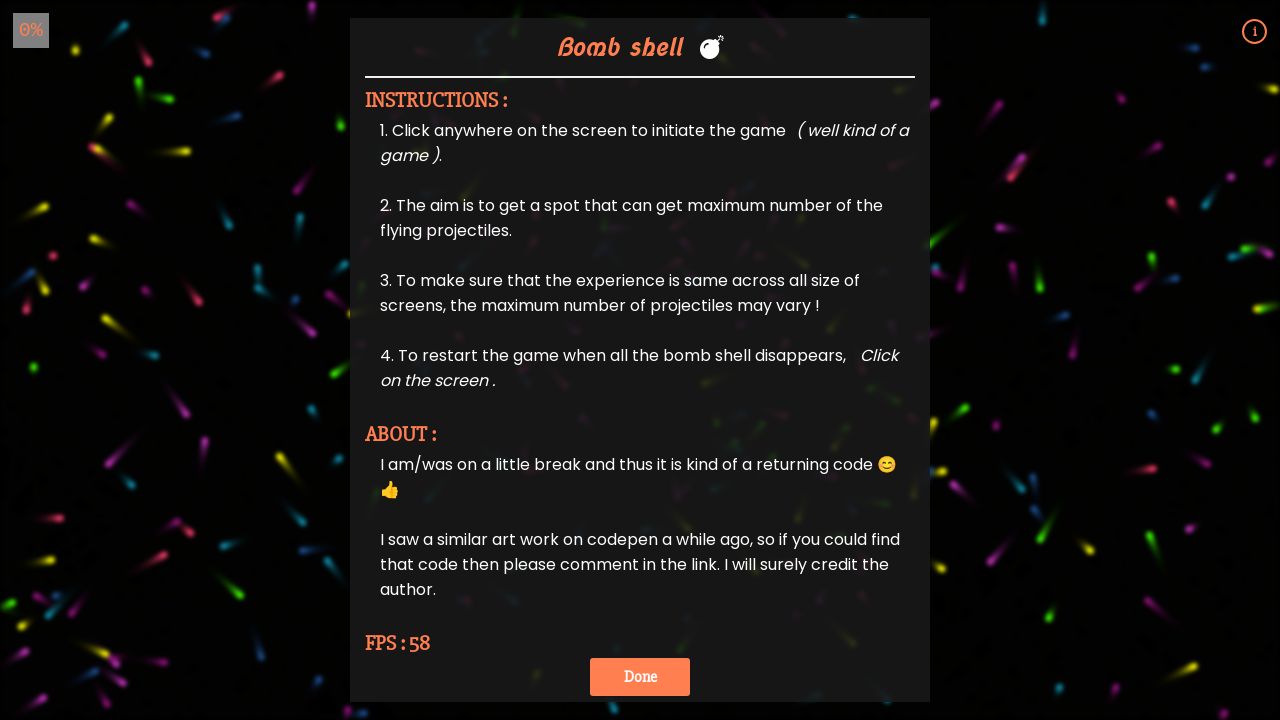 0%
i
Bomb shell 💣
INSTRUCTIONS :
1. Click anywhere on the screen to initiate the game ( well kind of a
game ).
2. The aim is to get a spot that can get maximum number of the
flying projectiles.
3. To make sure that the experience is same across all size of
screens, the maximum number of projectiles may vary !
4. To restart the game when all the bomb shell disappears, Click
on the screen .
ABOUT :
I am/was on a little break and thus it is kind of a returning code 😊
👍
I saw a similar art work on codepen a while ago, so if you could find
that code then please comment in the link. I will surely credit the
author.
FPS : 58
Done